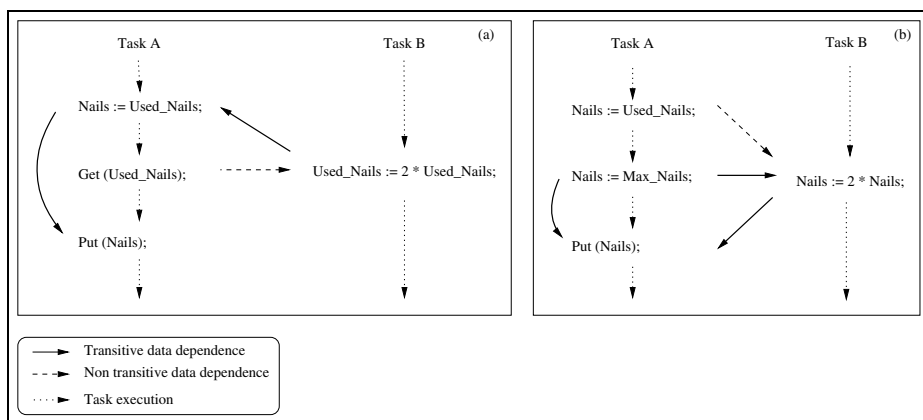 (a)
Task A
Task B
Nails := Used_Nails;
Get (Used_Nails);
Used_Nails := 2 * Used_Nails;
Put (Nails);
(b)
Task A
Task B
Nails := Used_Nails;
Nails := Max_Nails;
Nails := 2 * Nails;
Put (Nails);
Transitive data dependence
Non transitive data dependence
Task execution